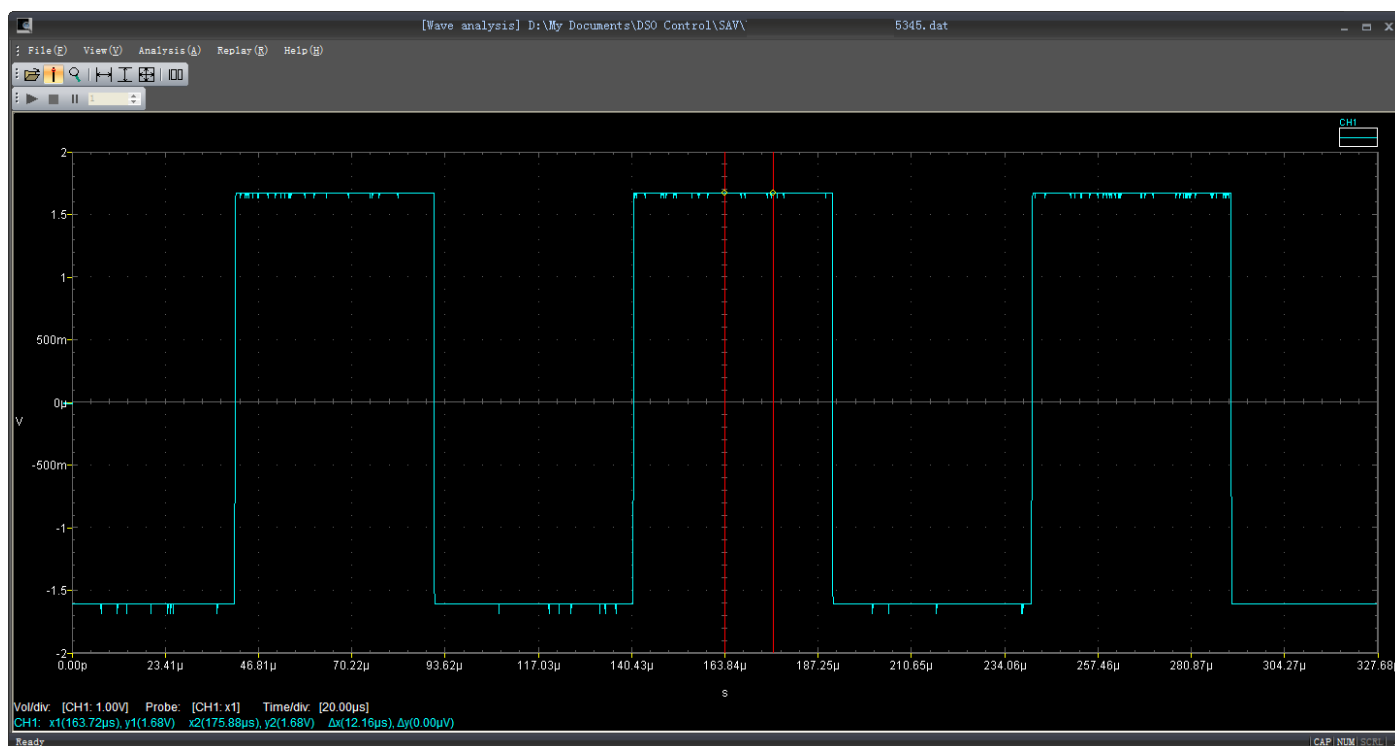 [Wave analysis] D:\My Documents\DSO Control\SAV\ 5345.dat
File(F) View(V) Analysis(A) Replay(R) Help(H)
1
CH1
2
1.5
1
500m
0µ
V
-500m
-1
-1.5
-2
0.00p 23.41µ 46.81µ 70.22µ 93.62µ 117.03µ 140.43µ 163.84µ 187.25µ 210.65µ 234.06µ 257.46µ 280.87µ 304.27µ 327.68µ
s
Vol/div: [CH1: 1.00V] Probe: [CH1: x1] Time/div: [20.00µs]
CH1: x1(163.72µs), y1(1.68V) x2(175.88µs), y2(1.68V) Δx(12.16µs), Δy(0.00µV)
Ready CAP NUM SCRL